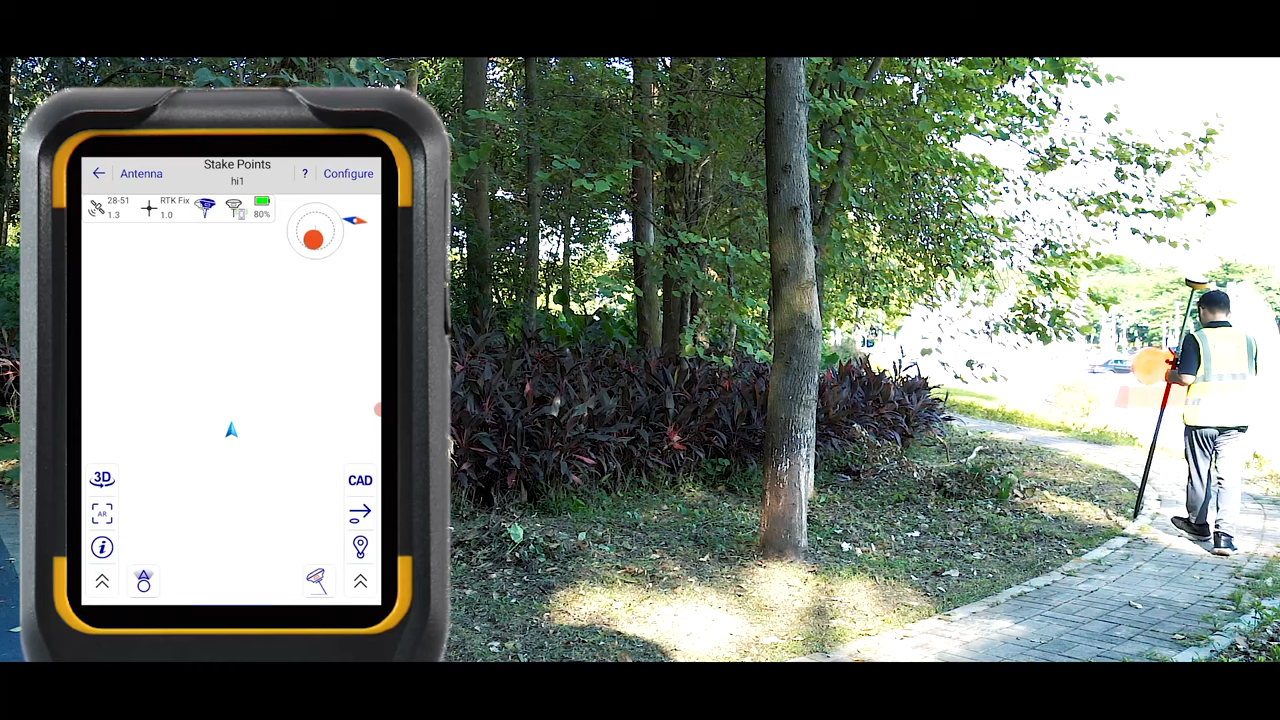 Stake Points
Antenna
hi1
?
Configure
28-51
1.3
RTK Fix
1.0
80%
3D
AR
CAD